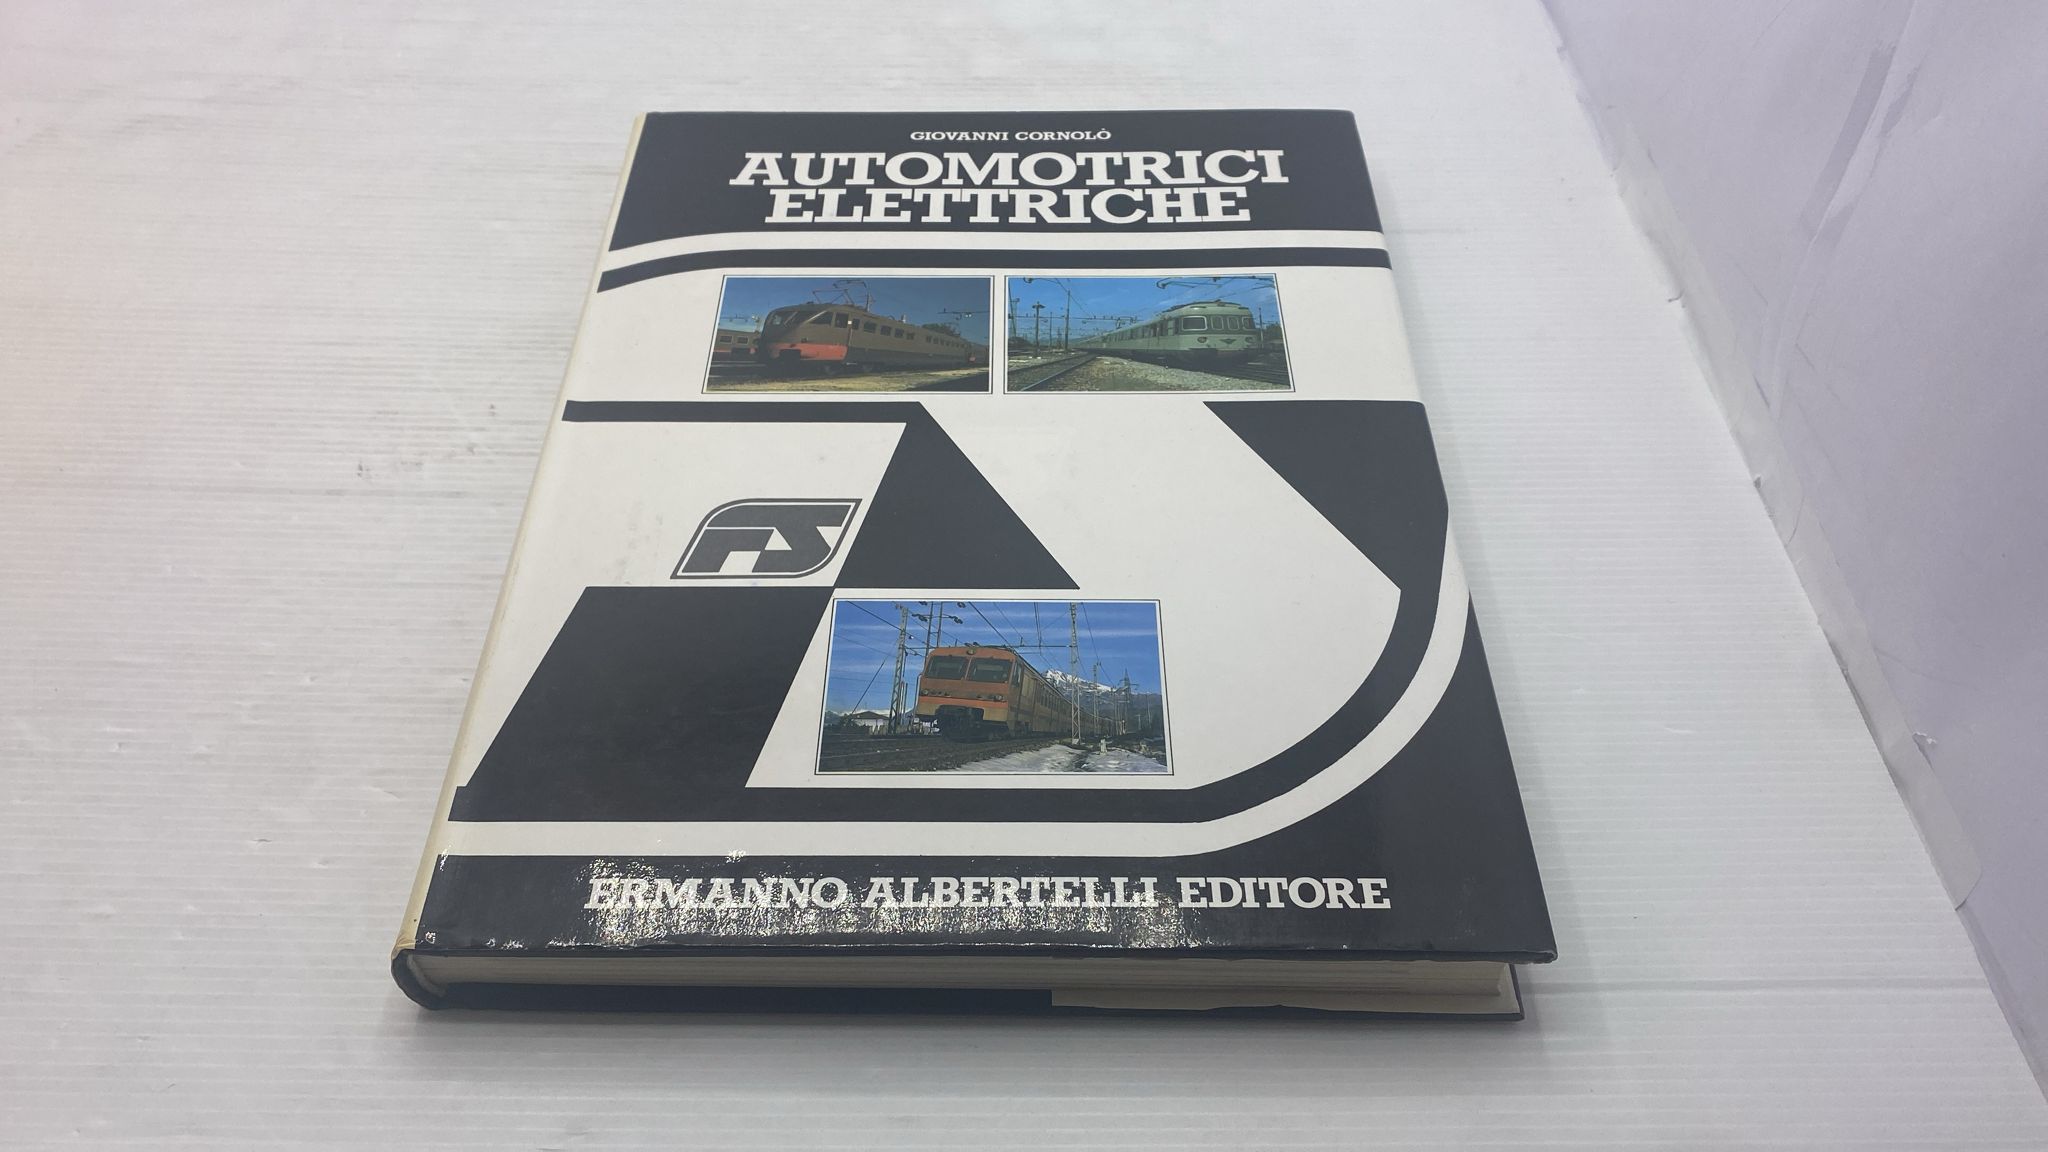 GIOVANNI CORNOLÒ
AUTOMOTRICI
ELETTRICHE
FS
ERMANNO ALBERTELLI EDITORE